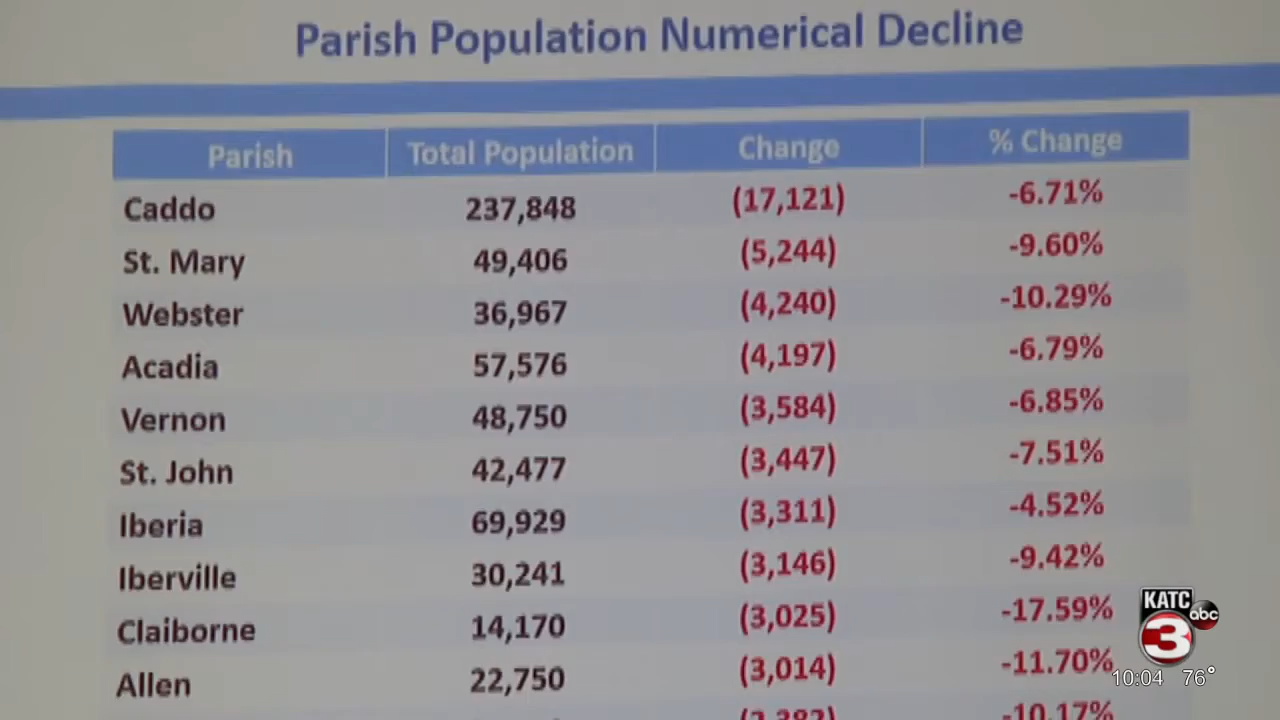 Parish Population Numerical Decline
Parish Total Population Change % Change
Caddo 237,848 (17,121) -6.71%
St. Mary 49,406 (5,244) -9.60%
Webster 36,967 (4,240) -10.29%
Acadia 57,576 (4,197) -6.79%
Vernon 48,750 (3,584) -6.85%
St. John 42,477 (3,447) -7.51%
Iberia 69,929 (3,311) -4.52%
Iberville 30,241 (3,146) -9.42%
Claiborne 14,170 (3,025) -17.59%
Allen 22,750 (3,014) -11.70%
-10.17%
KATC
abc
3
10:04 76°